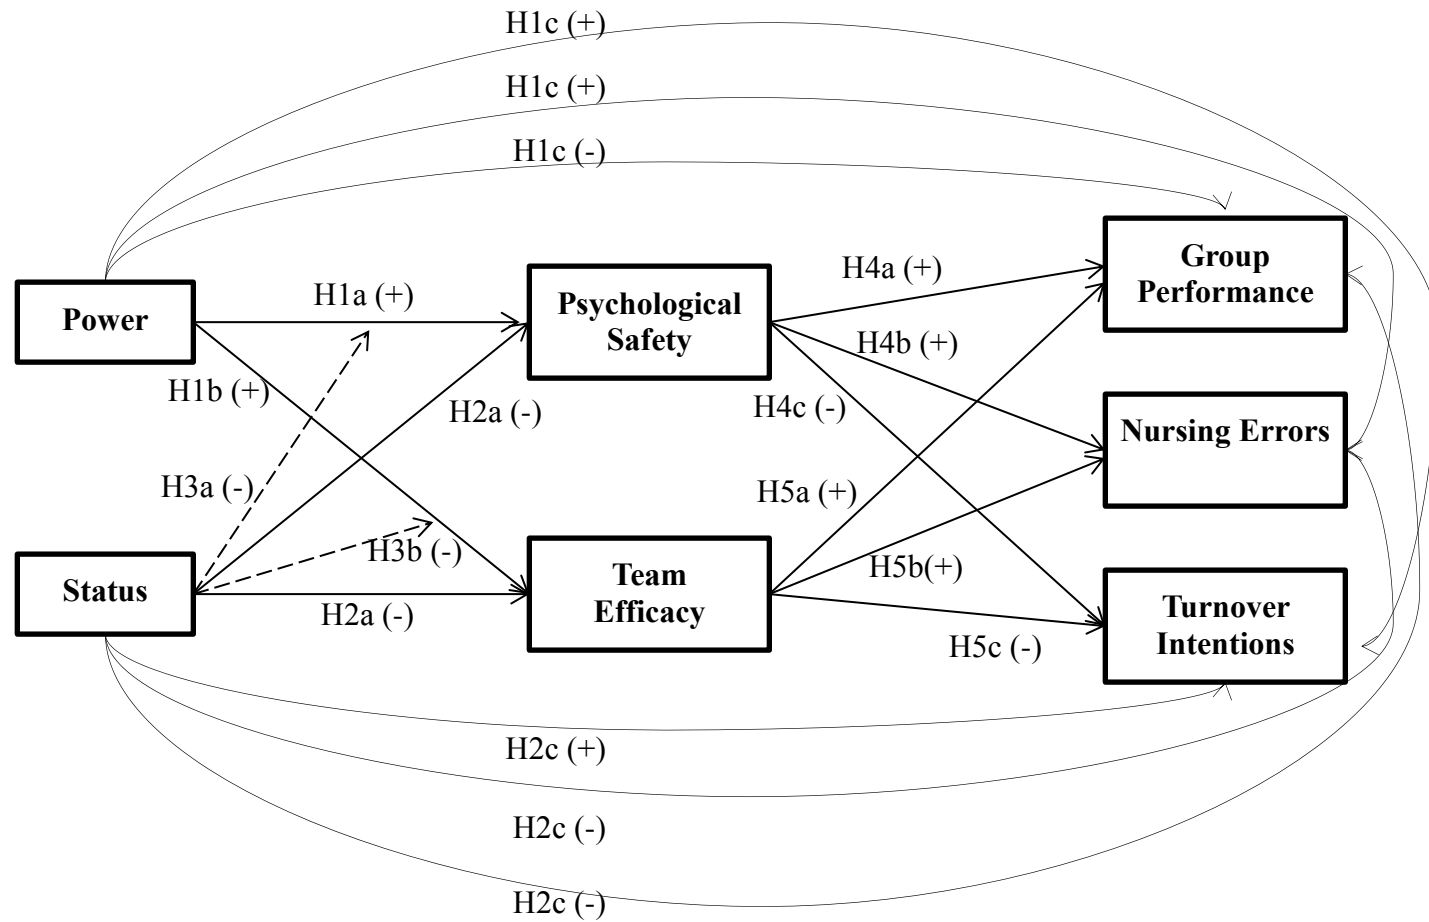 H1c (+)
H1c (+)
H1c (-)
Group
Performance
H4a (+)
H1a (+)
Psychological
Safety
Power
H4b (+)
H1b (+)
H2a (-)
H4c (-)
Nursing Errors
H3a (-)
H5a (+)
H3b (-)
H5b(+)
Status
Team
Efficacy
Turnover
Intentions
H2a (-)
H5c (-)
H2c (+)
H2c (-)
H2c (-)